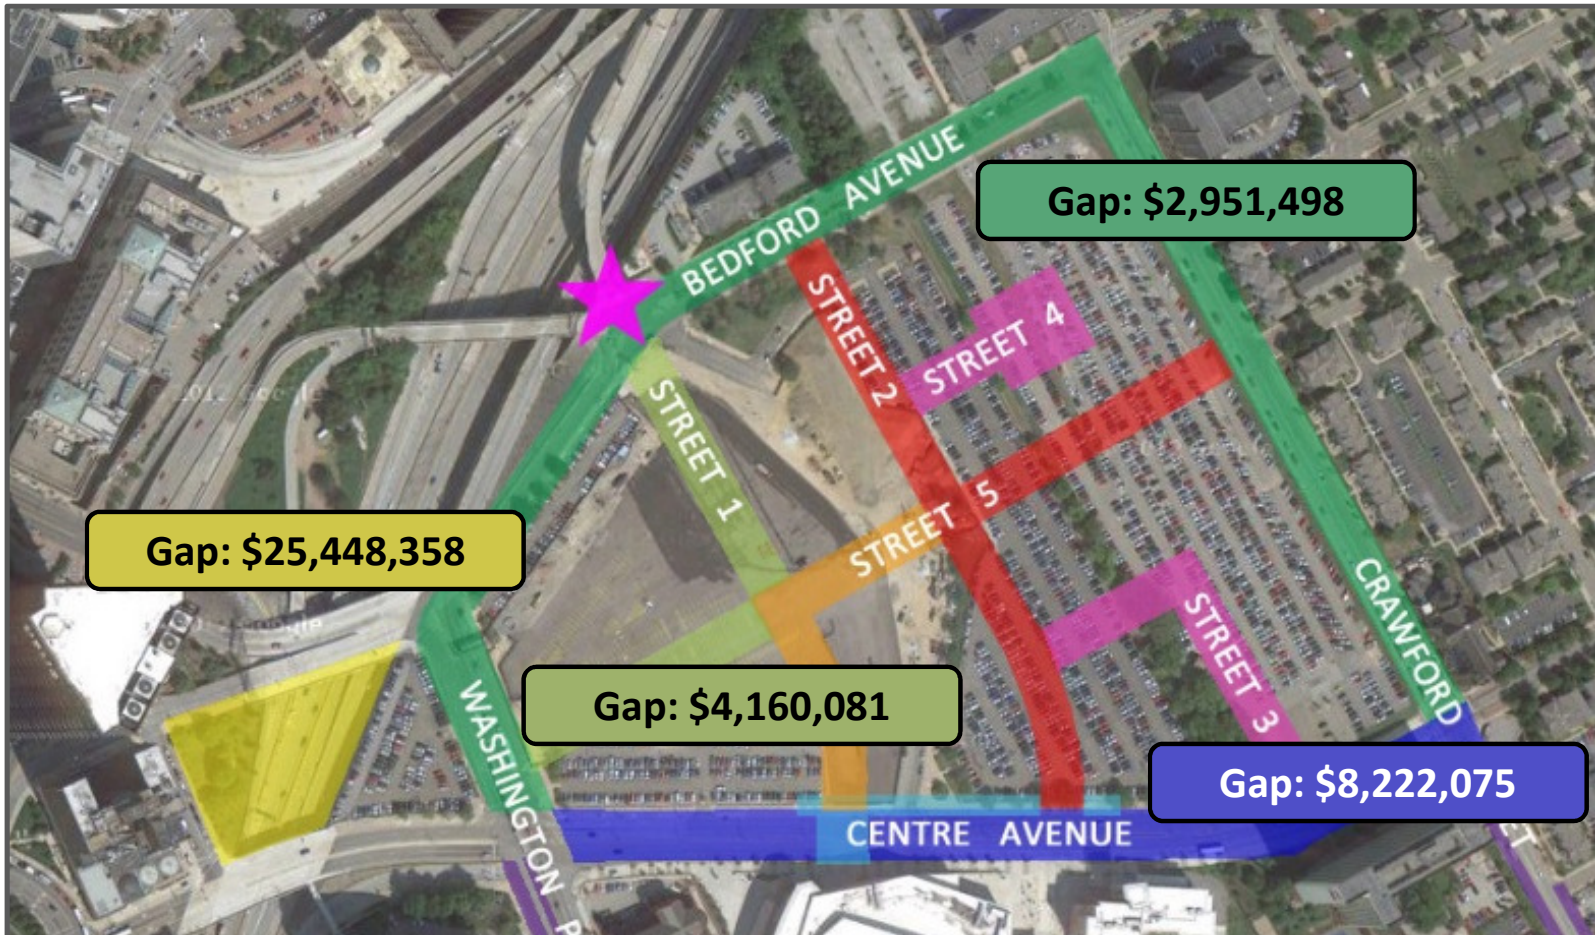 BEDFORD AVENUE
Gap: $2,951,498
STREET 2
STREET 4
STREET 1
STREET 5
Gap: $25,448,358
CRAWFORD
STREET 3
WASHINGTON P
Gap: $4,160,081
Gap: $8,222,075
CENTRE AVENUE
ET